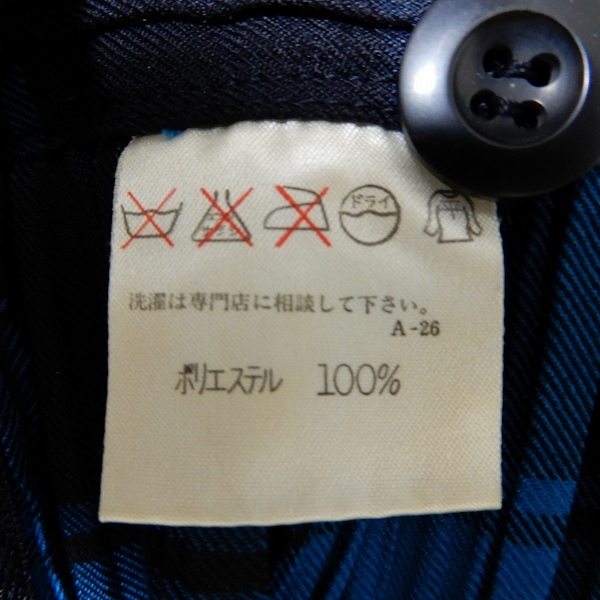 ドライ
洗濯は専門店に相談して下さい。
A-26
ポリエステル 100%